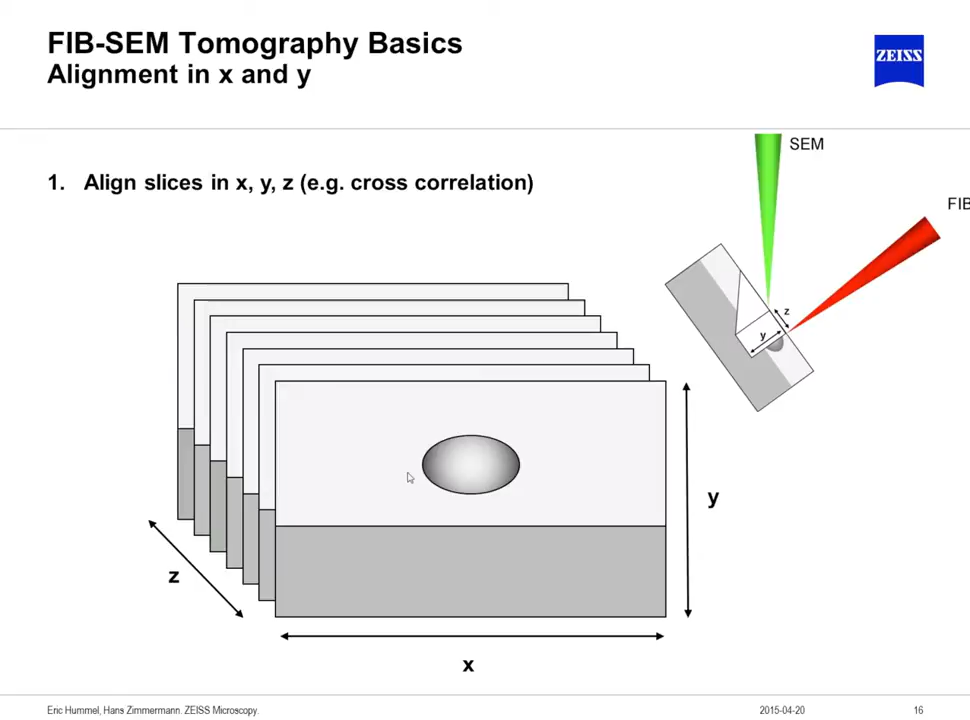 FIB-SEM Tomography Basics
Alignment in x and y
ZEISS
SEM
FIB
1. Align slices in x, y, z (e.g. cross correlation)
z
y
y
z
x
Eric Hummel, Hans Zimmermann. ZEISS Microscopy.
2015-04-20
16